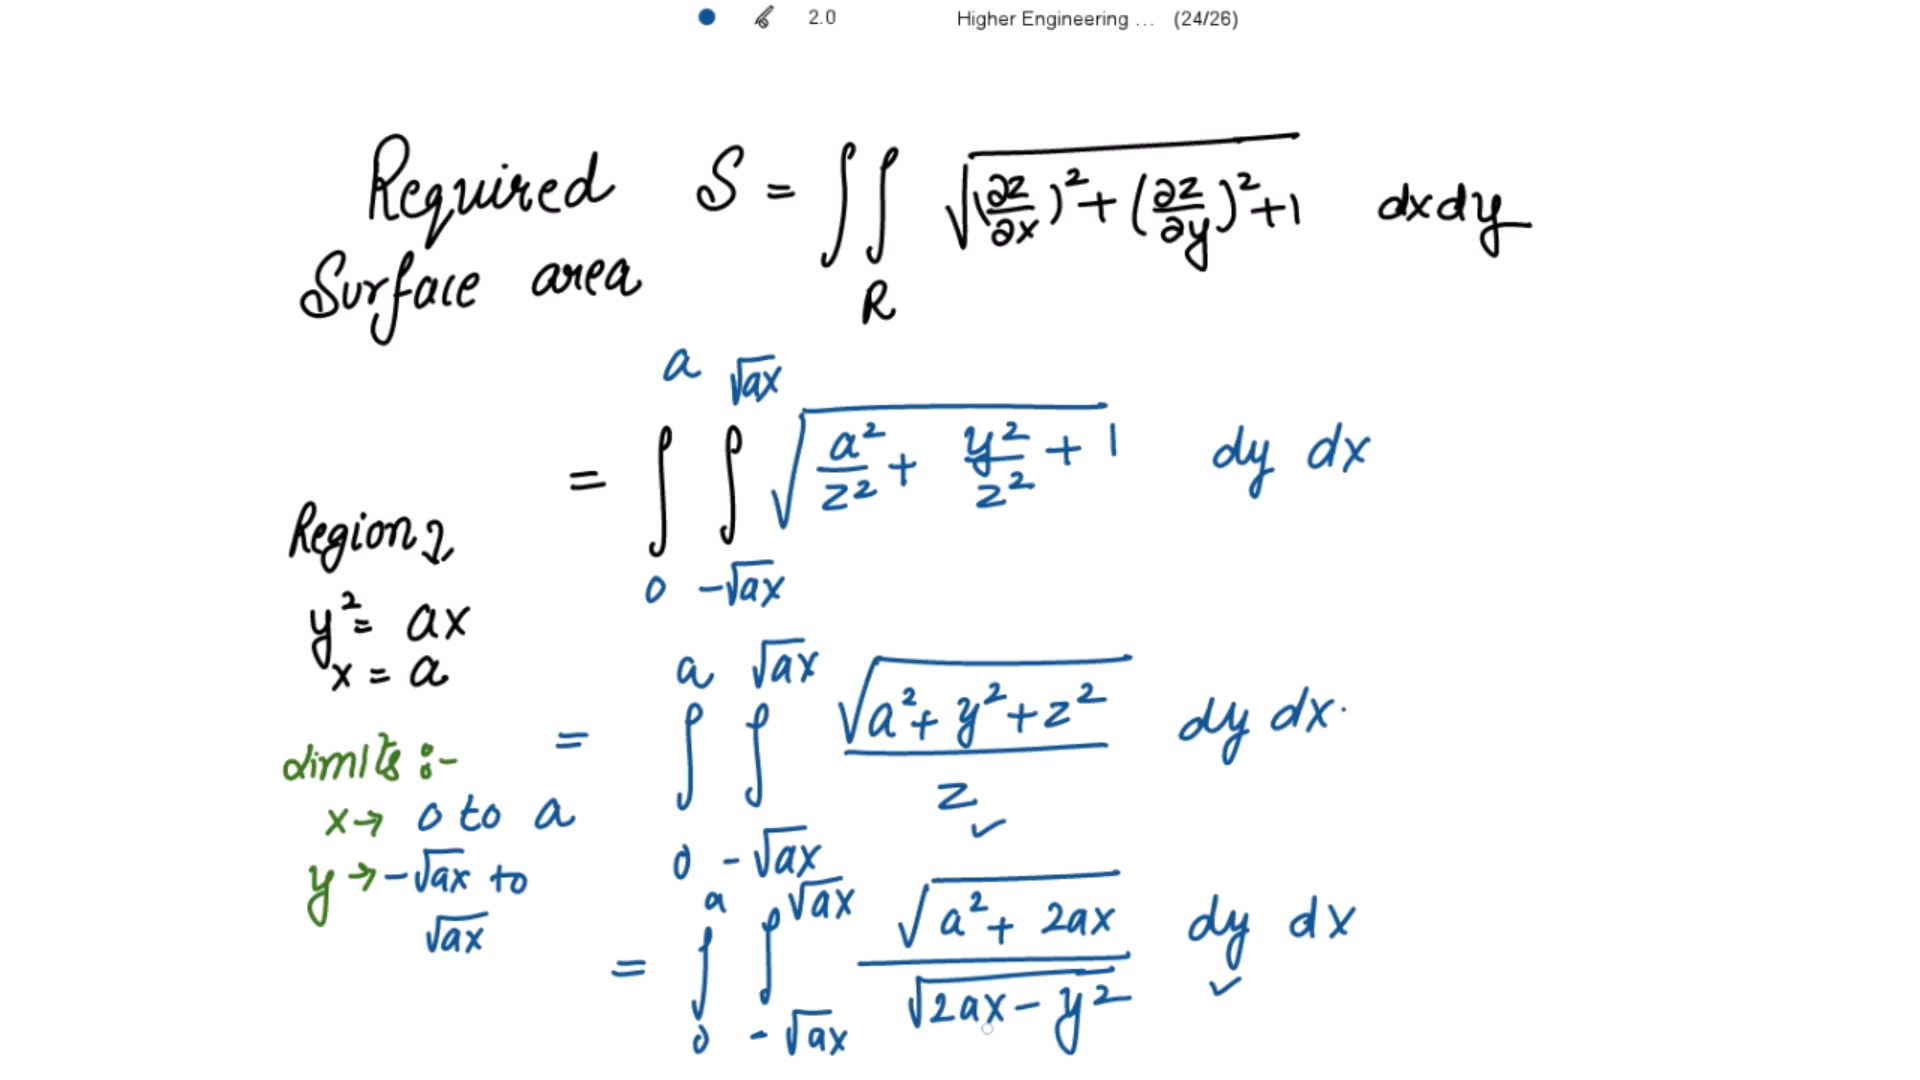 2.0 Higher Engineering ... (24/26)
Required S = ∬_R √((∂z/∂x)² + (∂z/∂y)² + 1) dxdy
Surface area
= ∫_0^a ∫_{-√ax}^{√ax} √(a²/z² + y²/z² + 1) dy dx
Region
y² = ax
x = a
= ∫_0^a ∫_{-√ax}^{√ax} √(a² + y² + z²)/z dy dx.
Limits :-
x → 0 to a
y → -√ax to
√ax
= ∫_0^a ∫_{-√ax}^{√ax} √(a² + 2ax)/√(2ax - y²) dy dx